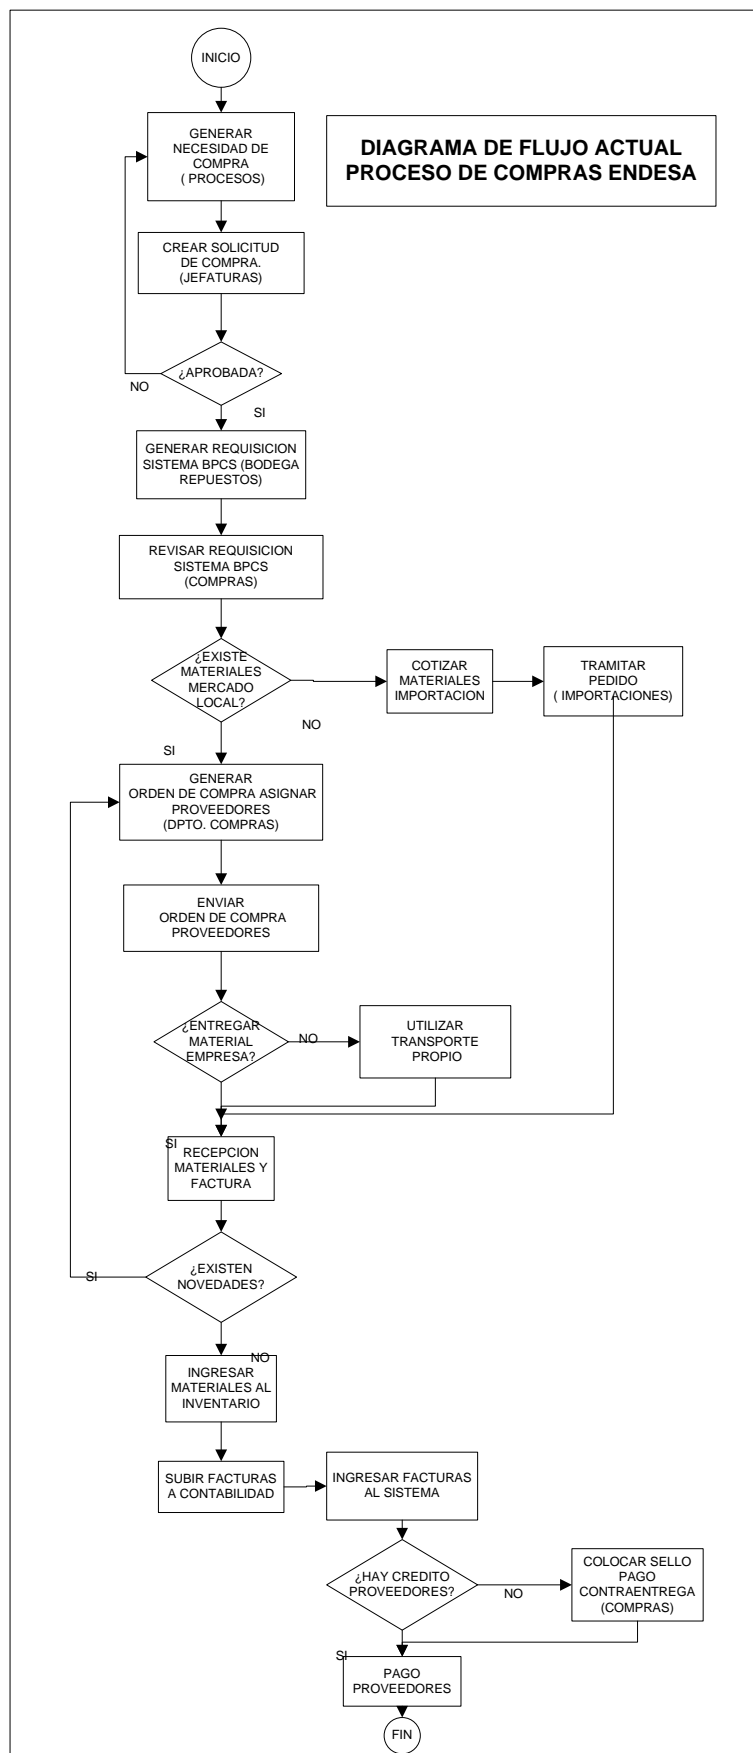 INICIO
GENERAR
NECESIDAD DE
COMPRA
( PROCESOS)
DIAGRAMA DE FLUJO ACTUAL
PROCESO DE COMPRAS ENDESA
CREAR SOLICITUD
DE COMPRA.
(JEFATURAS)
¿APROBADA?
NO
SI
GENERAR REQUISICION
SISTEMA BPCS (BODEGA
REPUESTOS)
REVISAR REQUISICION
SISTEMA BPCS
(COMPRAS)
¿EXISTE
MATERIALES
MERCADO
LOCAL?
COTIZAR
MATERIALES
IMPORTACION
TRAMITAR
PEDIDO
( IMPORTACIONES)
NO
SI
GENERAR
ORDEN DE COMPRA ASIGNAR
PROVEEDORES
(DPTO. COMPRAS)
ENVIAR
ORDEN DE COMPRA
PROVEEDORES
¿ENTREGAR
MATERIAL
EMPRESA?
NO
UTILIZAR
TRANSPORTE
PROPIO
SI
RECEPCION
MATERIALES Y
FACTURA
¿EXISTEN
NOVEDADES?
SI
NO
INGRESAR
MATERIALES AL
INVENTARIO
SUBIR FACTURAS
A CONTABILIDAD
INGRESAR FACTURAS
AL SISTEMA
¿HAY CREDITO
PROVEEDORES?
NO
COLOCAR SELLO
PAGO
CONTRAENTREGA
(COMPRAS)
SI
PAGO
PROVEEDORES
FIN